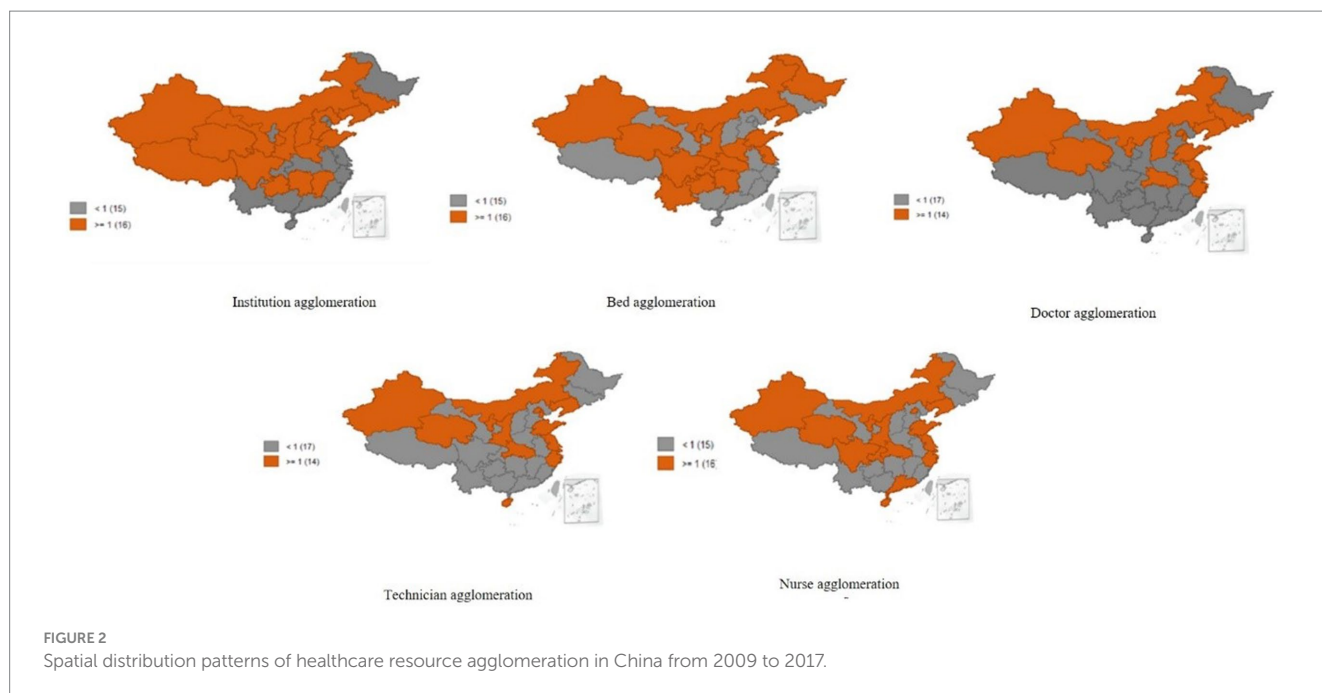 < 1 (15)
>= 1 (16)
Institution agglomeration
< 1 (15)
>= 1 (16)
Bed agglomeration
< 1 (17)
>= 1 (14)
Doctor agglomeration
< 1 (17)
>= 1 (14)
Technician agglomeration
< 1 (15)
>= 1 (16
Nurse agglomeration
FIGURE 2
Spatial distribution patterns of healthcare resource agglomeration in China from 2009 to 2017.